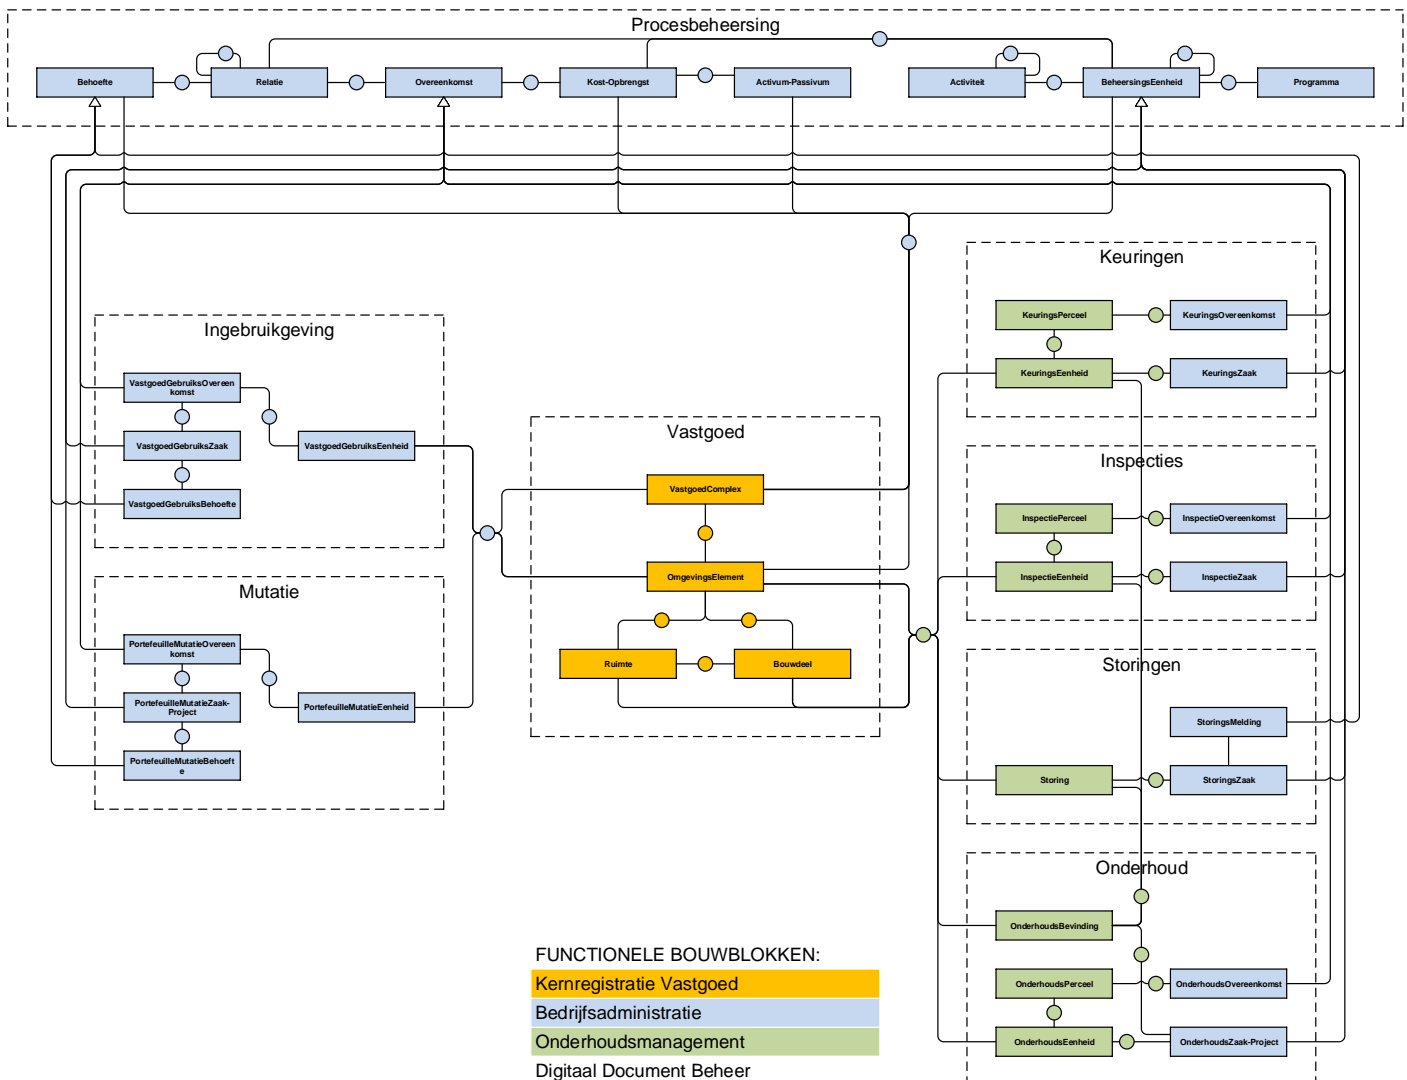 Procesbeheersing
Behoefte
Relatie
Overeenkomst
Kost-Opbrengst
Activum-Passivum
Activiteit
BeheersingsEenheid
Programma
Ingebruikgeving
VastgoedGebruiksOvereen
komst
VastgoedGebruiksZaak
VastgoedGebruiksEenheid
VastgoedGebruiksBehoefte
Mutatie
PortefeuilleMutatieOvereen
komst
PortefeuilleMutatieZaak-
Project
PortefeuilleMutatieEenheid
PortefeuilleMutatieBehoeft
e
Vastgoed
VastgoedComplex
OmgevingsElement
Ruimte
Bouwdeel
Keuringen
KeuringsPerceel
KeuringsOvereenkomst
KeuringsEenheid
KeuringsZaak
Inspecties
InspectiePerceel
InspectieOvereenkomst
InspectieEenheid
InspectieZaak
Storingen
StoringsMelding
Storing
StoringsZaak
Onderhoud
OnderhoudsBevinding
OnderhoudsPerceel
OnderhoudsOvereenkomst
OnderhoudsEenheid
OnderhoudsZaak-Project
FUNCTIONELE BOUWBLOKKEN:
Kernregistratie Vastgoed
Bedrijfsadministratie
Onderhoudsmanagement
Digitaal Document Beheer